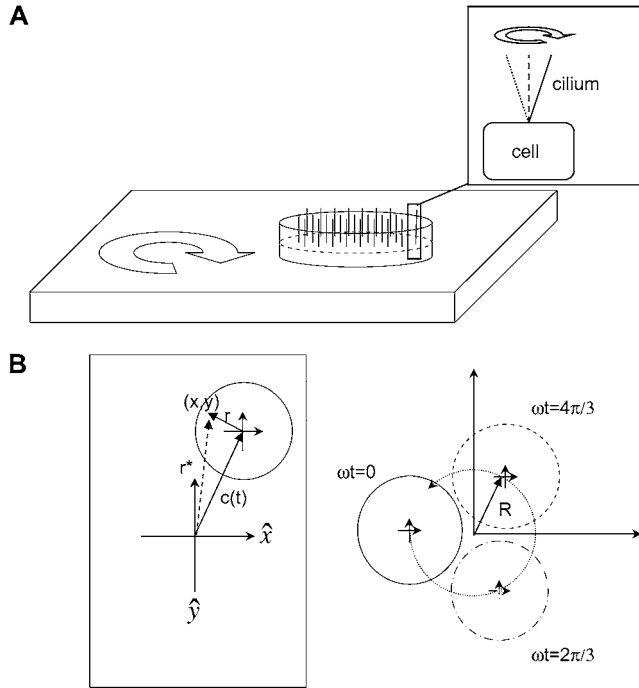 A
cilium
cell
B
(x,y)
r
r*
c(t)
x̂
ŷ
ωt=0
ωt=4π/3
R
ωt=2π/3